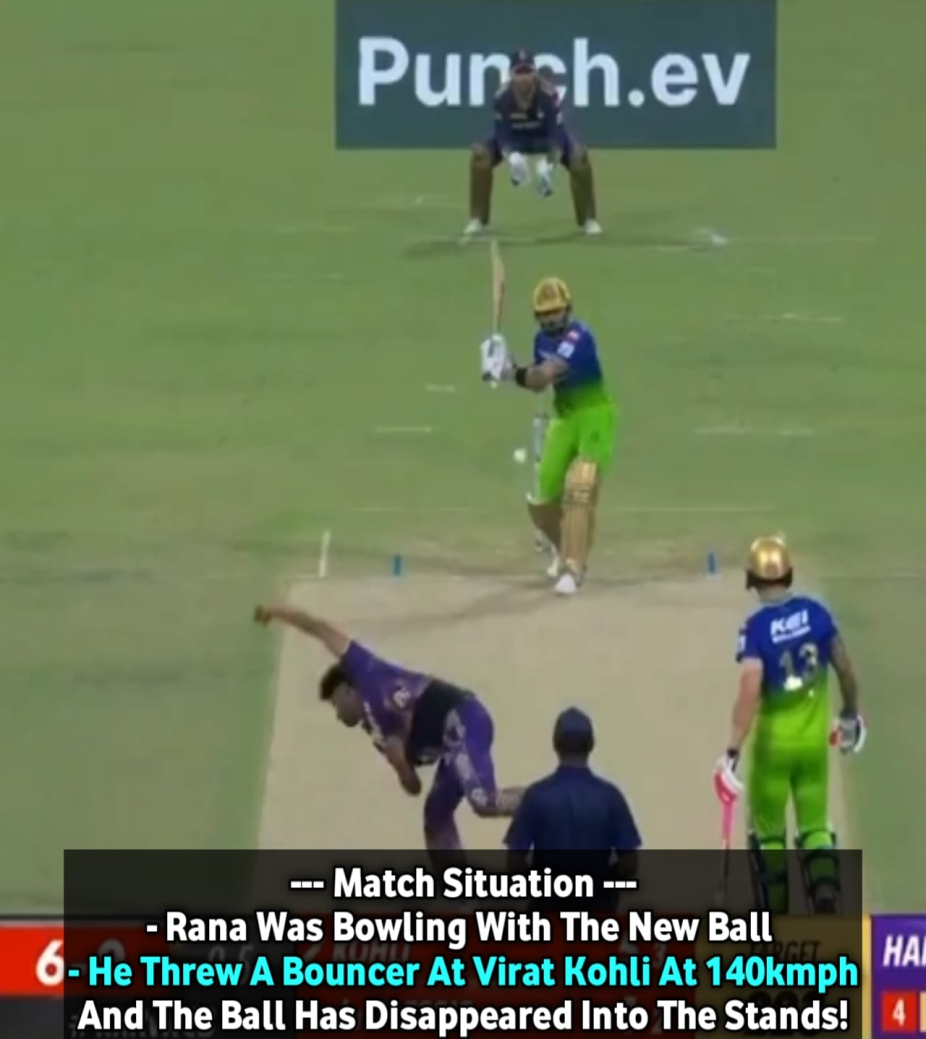 Punch.ev
KEI
13
--- Match Situation ---
- Rana Was Bowling With The New Ball
6
HA
- He Threw A Bouncer At Virat Kohli At 140kmph
And The Ball Has Disappeared Into The Stands!
4